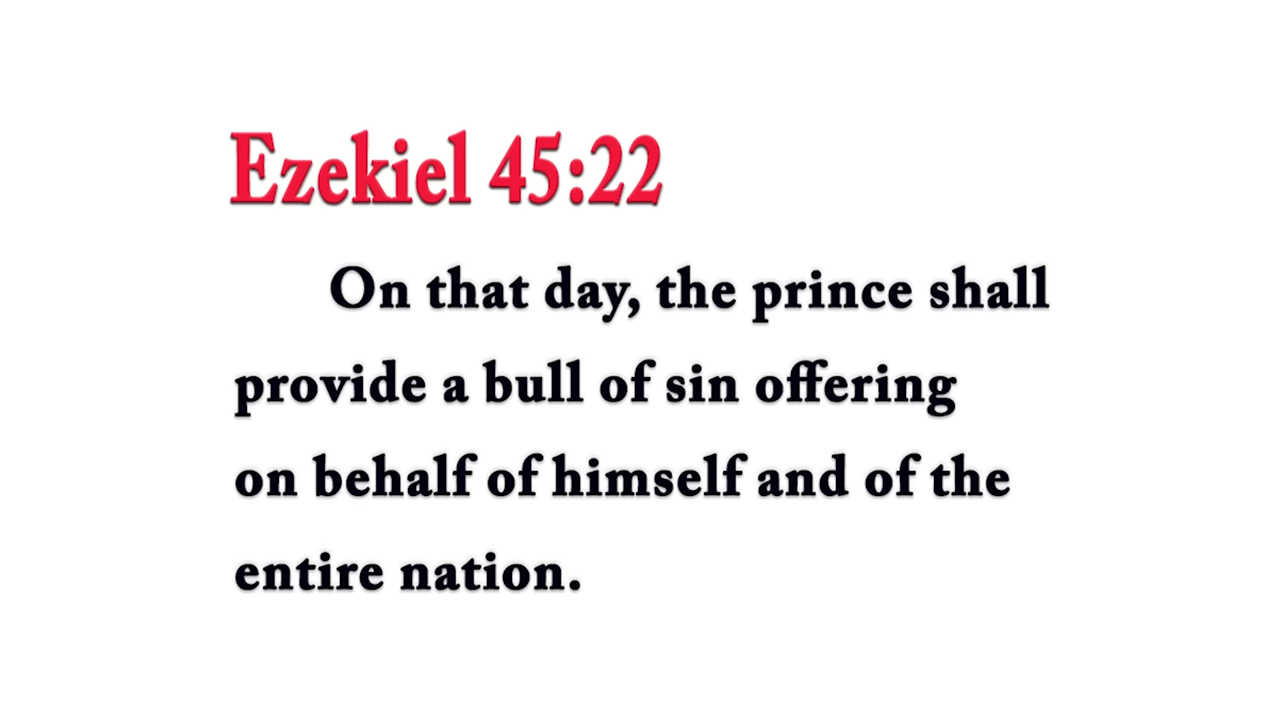 Ezekiel 45:22
On that day, the prince shall
provide a bull of sin offering
on behalf of himself and of the
entire nation.